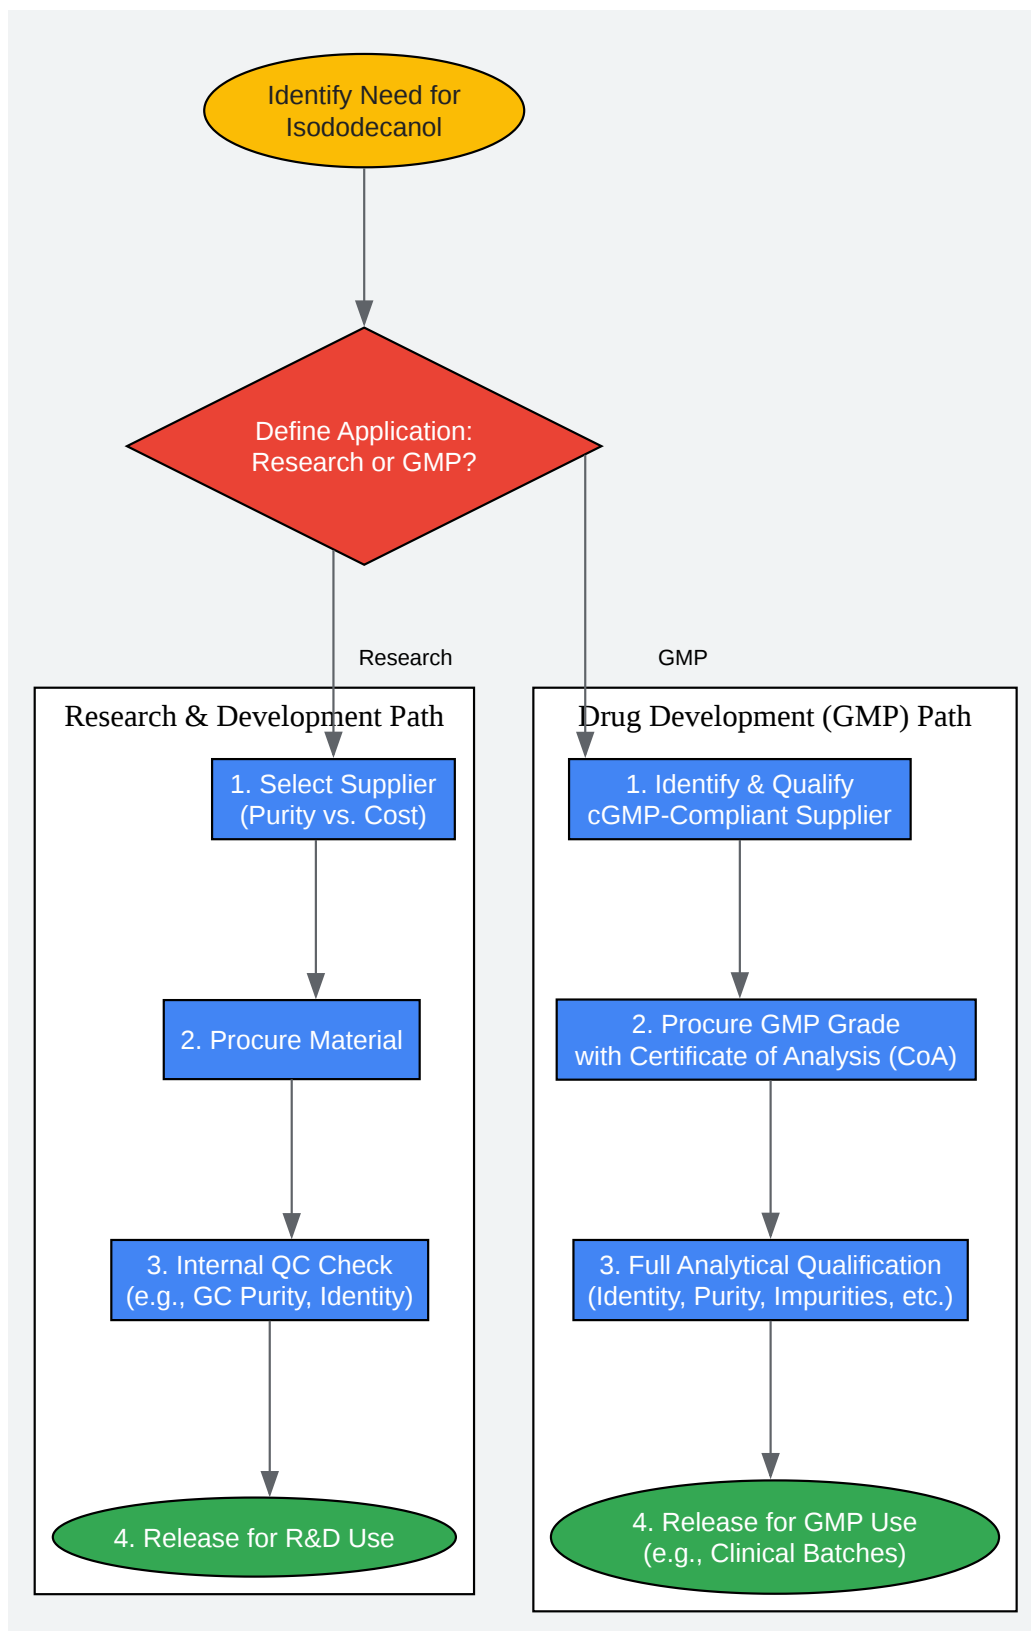 Identify Need for
Isododecanol
Define Application:
Research or GMP?
Research
GMP
Research & Development Path
1. Select Supplier
(Purity vs. Cost)
2. Procure Material
3. Internal QC Check
(e.g., GC Purity, Identity)
4. Release for R&D Use
Drug Development (GMP) Path
1. Identify & Qualify
cGMP-Compliant Supplier
2. Procure GMP Grade
with Certificate of Analysis (CoA)
3. Full Analytical Qualification
(Identity, Purity, Impurities, etc.)
4. Release for GMP Use
(e.g., Clinical Batches)